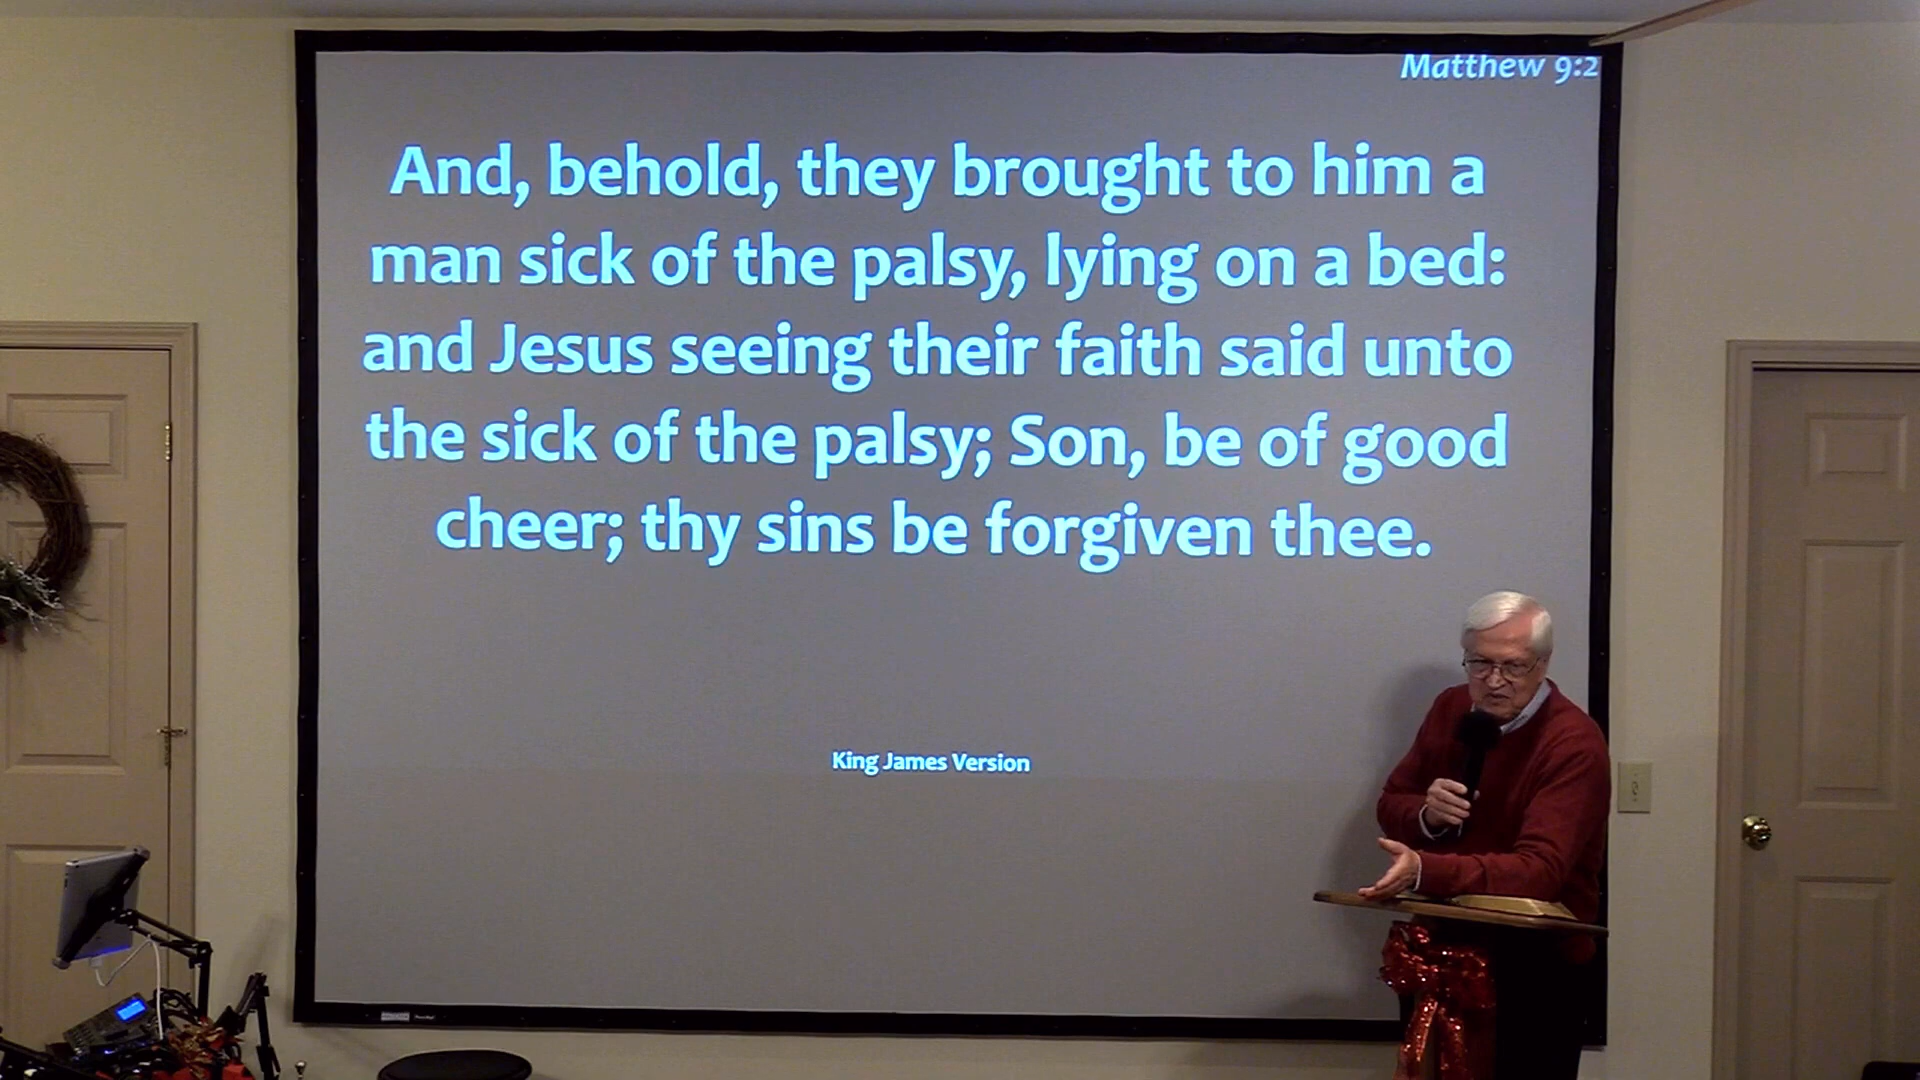 Matthew 9:2
And, behold, they brought to him a
man sick of the palsy, lying on a bed:
and Jesus seeing their faith said unto
the sick of the palsy; Son, be of good
cheer; thy sins be forgiven thee.
King James Version